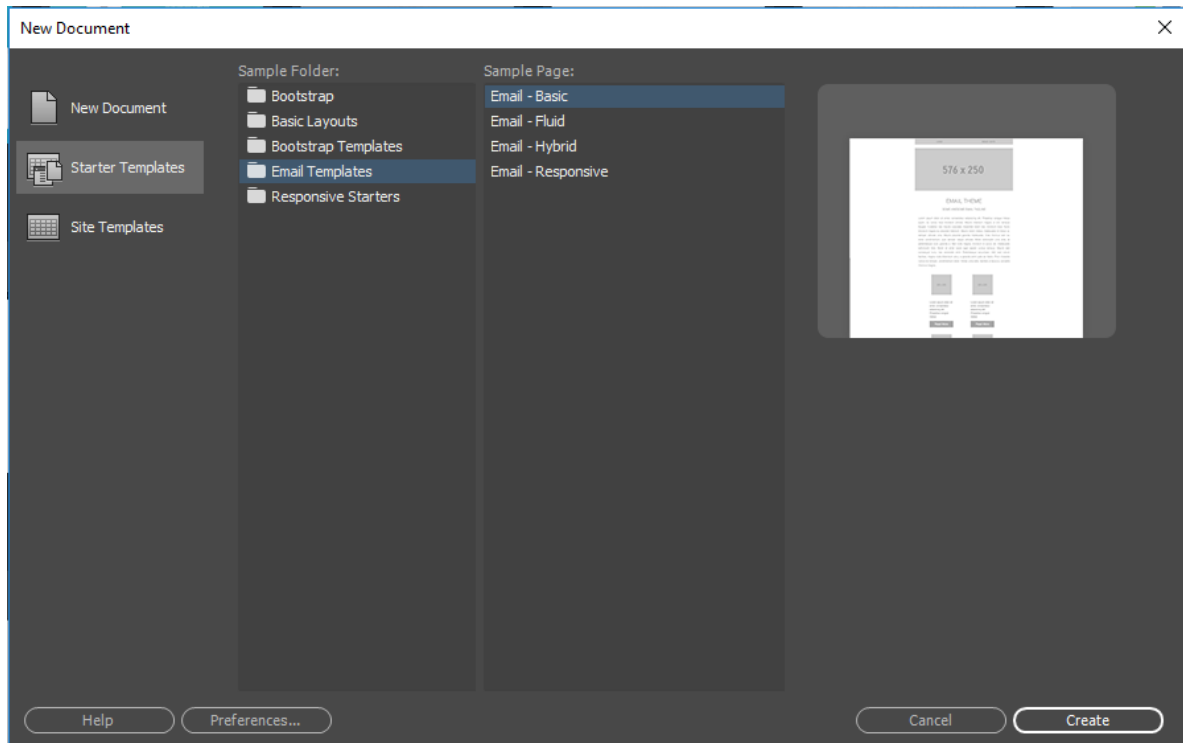 New Document
New Document
Starter Templates
Site Templates
Sample Folder:
Bootstrap
Basic Layouts
Bootstrap Templates
Email Templates
Responsive Starters
Sample Page:
Email - Basic
Email - Fluid
Email - Hybrid
Email - Responsive
576 x 250
EMAIL THEME
Help
Preferences...
Cancel
Create